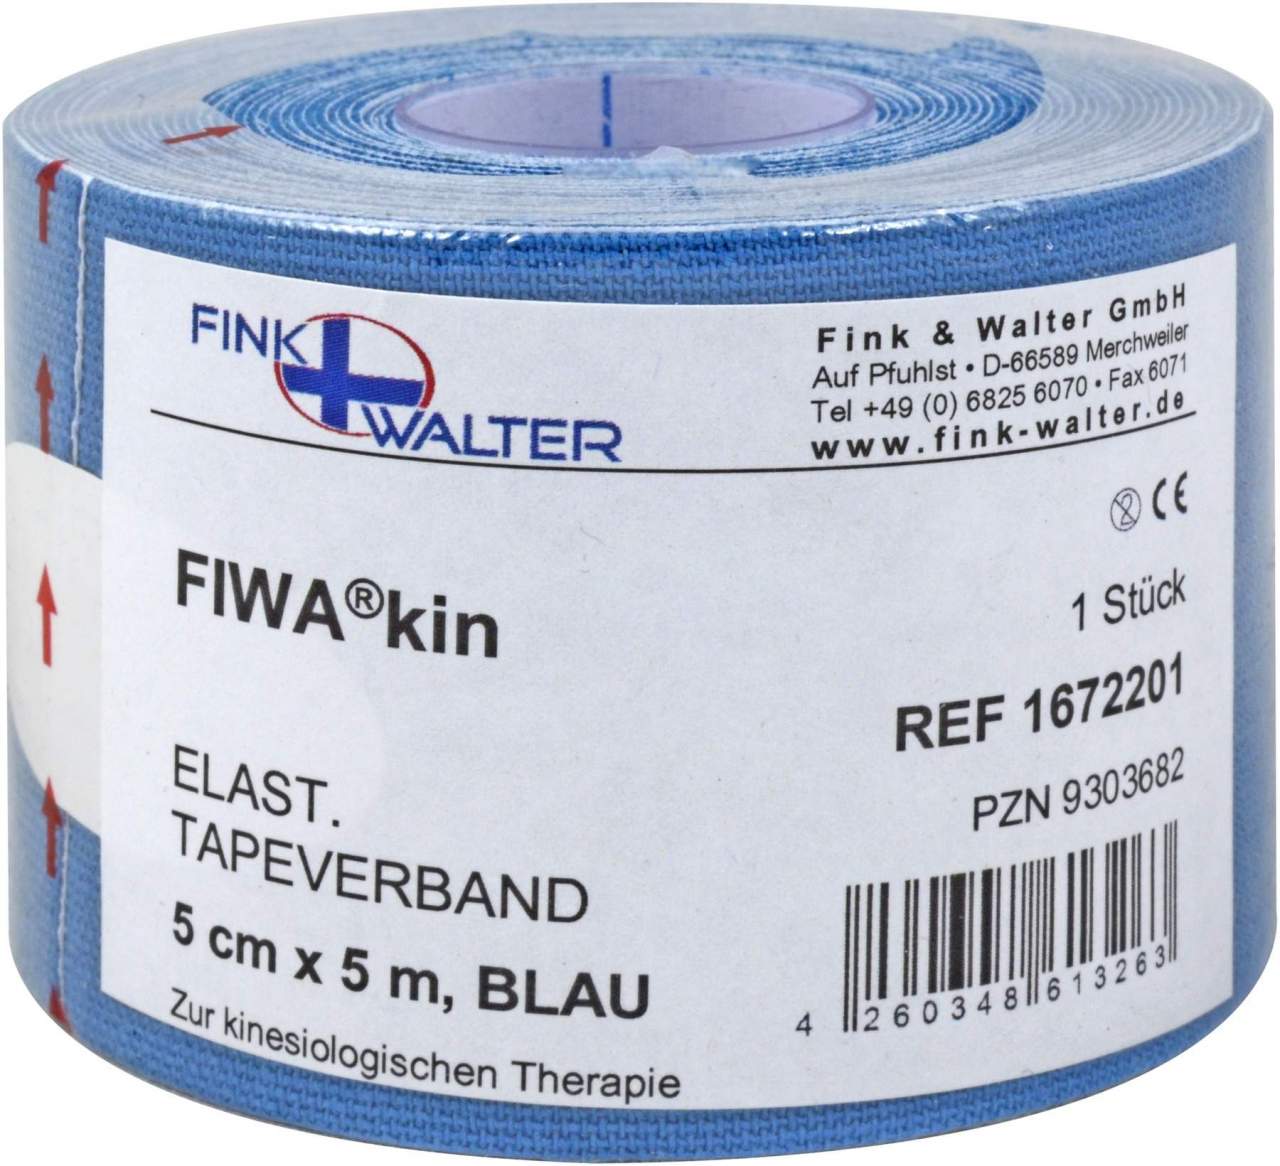 FINK
WALTER
Fink & Walter GmbH
Auf Pfuhlst • D-66589 Merchweiler
Tel +49 (0) 6825 6070 • Fax 6071
www.fink-walter.de
2 CE
FIWA®kin
1 Stück
REF 1672201
PZN 9303682
ELAST.
TAPEVERBAND
5 cm x 5 m, BLAU
Zur kinesiologischen Therapie
4 260348 613263